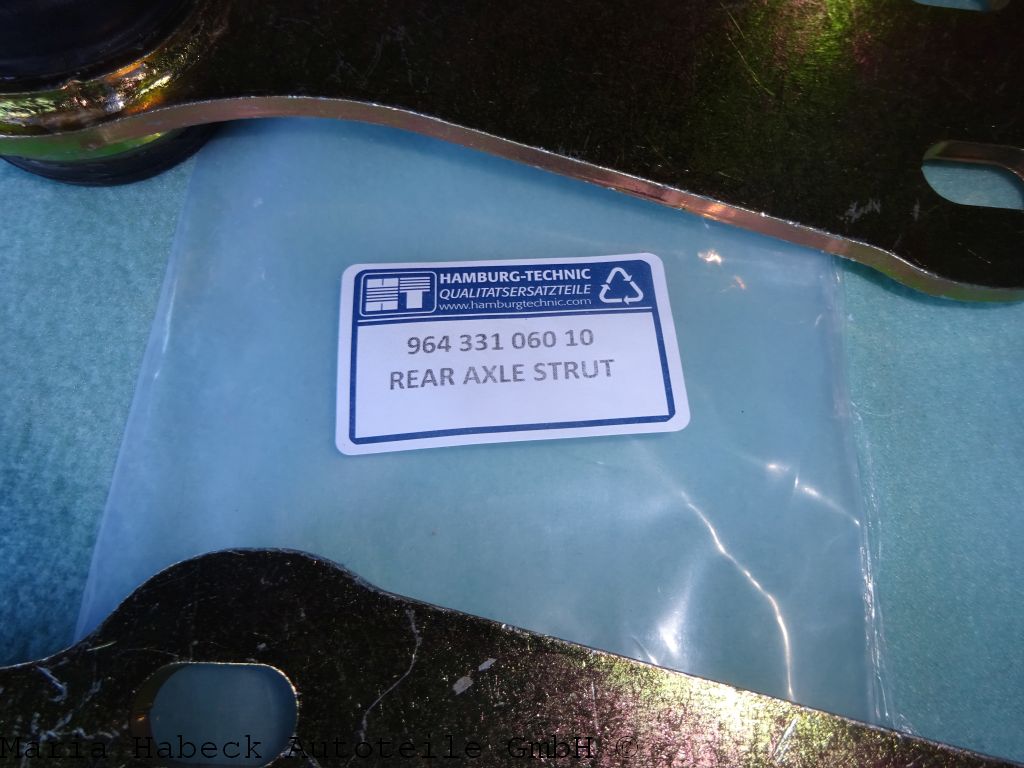 HT
HAMBURG-TECHNIC
QUALITATSERSATZTEILE
www.hamburgtechnic.com
964 331 060 10
REAR AXLE STRUT
Maria Habeck Autoteile GmbH ©